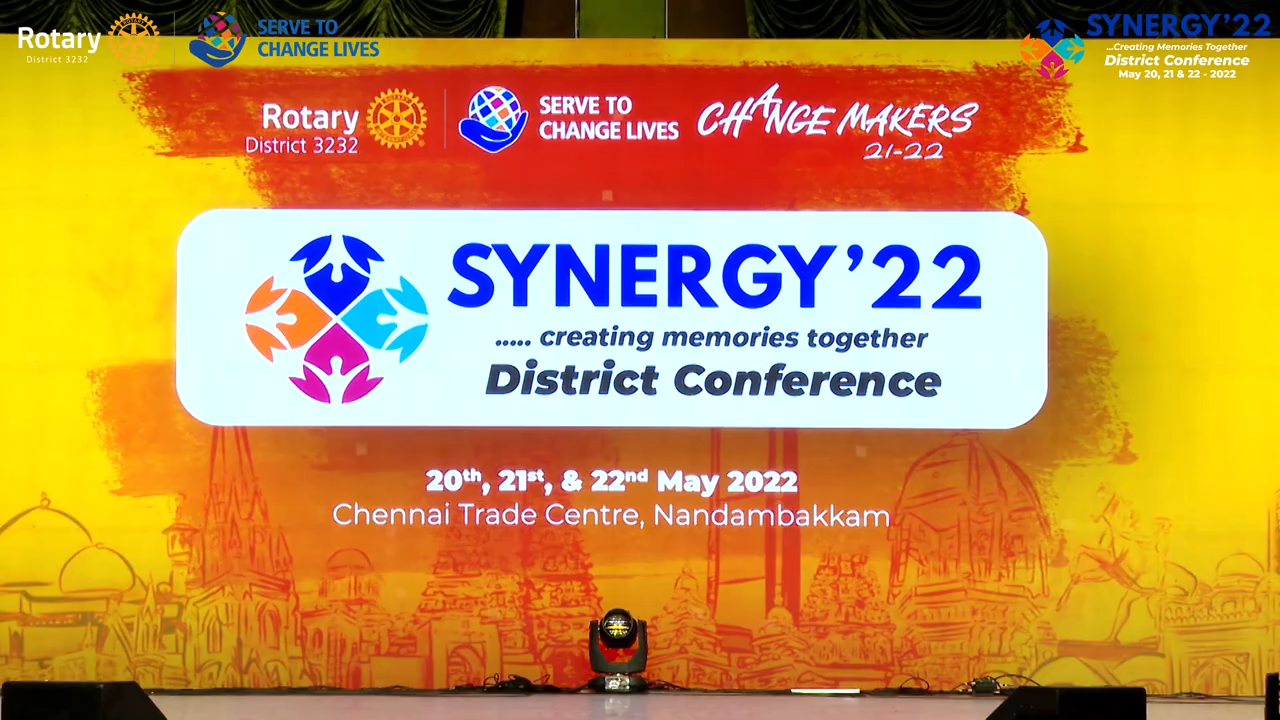 Rotary
District 3232
SERVE TO
CHANGE LIVES
SYNERGY'22
...Creating Memories Together
District Conference
May 20, 21 & 22 - 2022
Rotary
District 3232
SERVE TO
CHANGE LIVES
CHANGE MAKERS
21-22
SYNERGY'22
..... creating memories together
District Conference
20th, 21st, & 22nd May 2022
Chennai Trade Centre, Nandambakkam